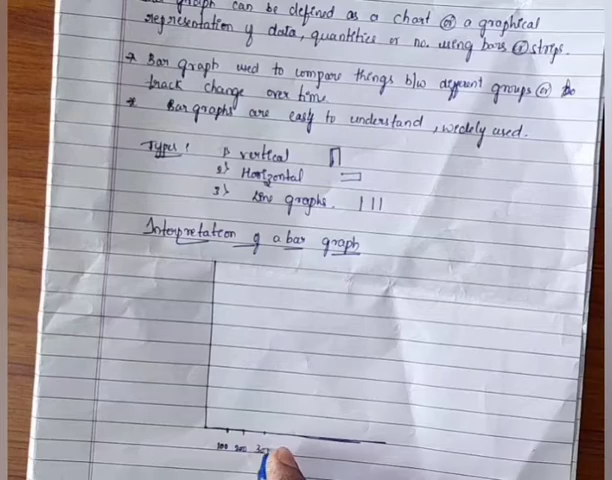 graph can be defined as a chart (or) a graphical
representation of data, quantities or no. using bars (or) strips.
* Bar graph used to compare things b/w different groups (or) to
track change over time.
* Bar graphs are easy to understand, widely used.
Types: 1) vertical
2) Horizontal
3) Line graphs.
Interpretation of a bar graph
100 200 300